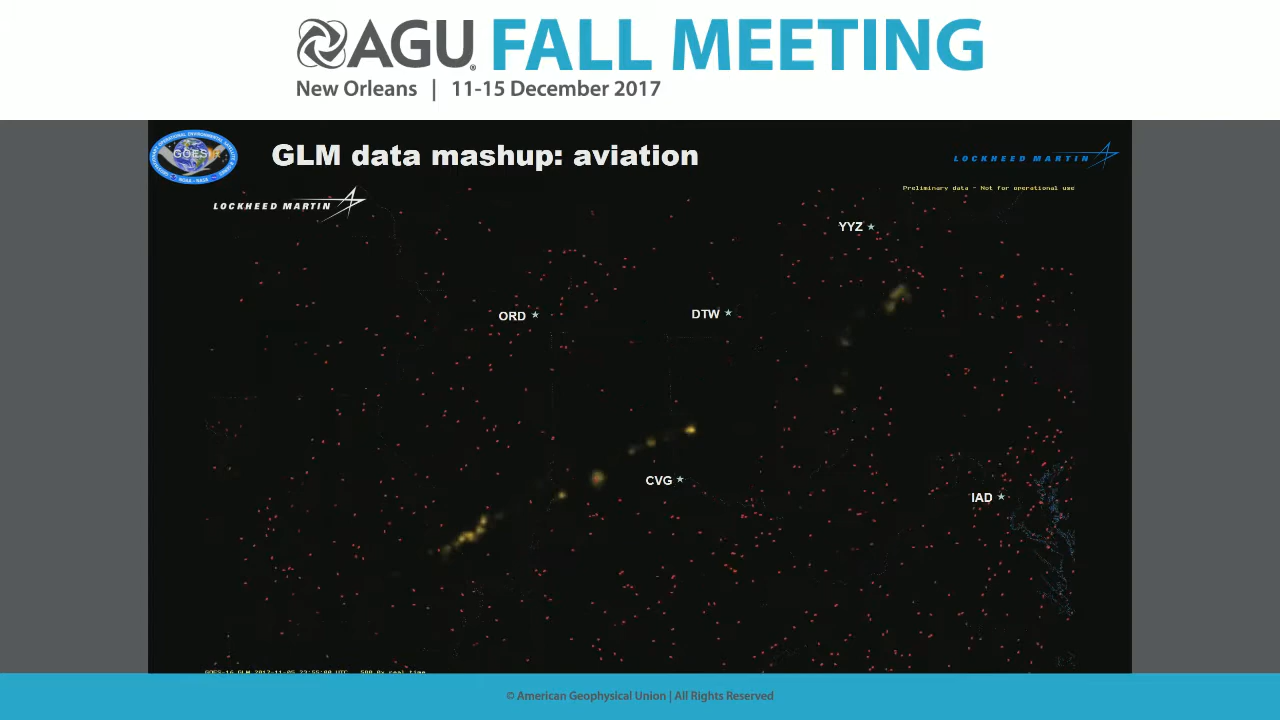 AGU FALL MEETING
New Orleans | 11-15 December 2017
GLM data mashup: aviation
LOCKHEED MARTIN
Preliminary data - Not for operational use
LOCKHEED MARTIN
YYZ
ORD
DTW
CVG
IAD
© American Geophysical Union | All Rights Reserved